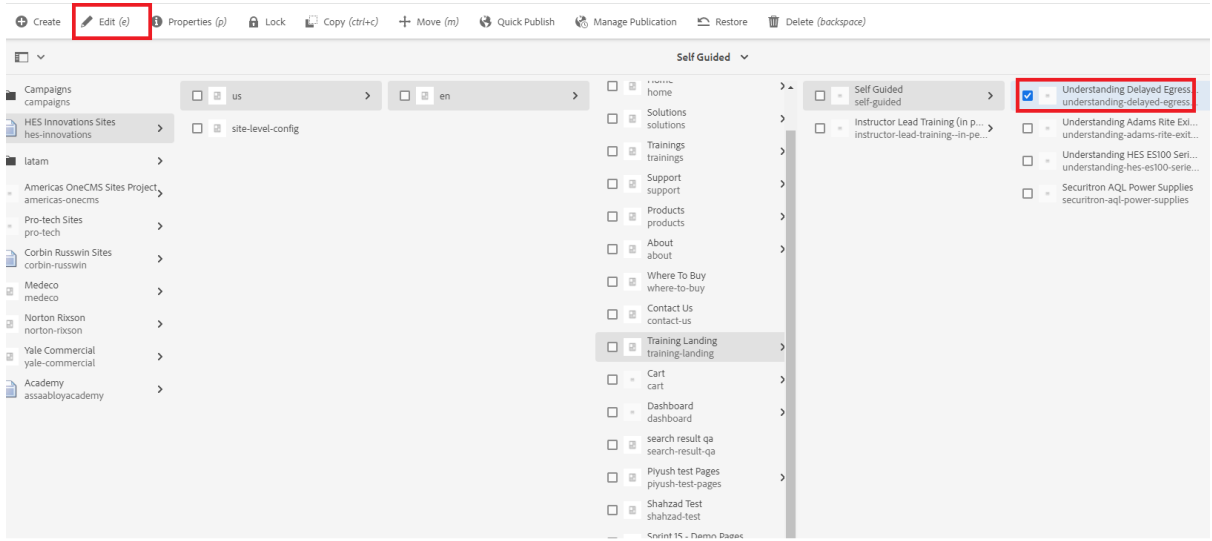 Create
Edit (e)
Properties (p)
Lock
Copy (ctrl+c)
Move (m)
Quick Publish
Manage Publication
Restore
Delete (backspace)
Self Guided
Campaigns
campaigns
HES Innovations Sites
hes-innovations
latam
Americas OneCMS Sites Project
americas-onecms
Pro-tech Sites
pro-tech
Corbin Russwin Sites
corbin-russwin
Medeco
medeco
Norton Rixson
norton-rixson
Yale Commercial
yale-commercial
Academy
assaabloyacademy
us
site-level-config
en
Home
home
Solutions
solutions
Trainings
trainings
Support
support
Products
products
About
about
Where To Buy
where-to-buy
Contact Us
contact-us
Training Landing
training-landing
Cart
cart
Dashboard
dashboard
search result qa
search-result-qa
Piyush test Pages
piyush-test-pages
Shahzad Test
shahzad-test
Sprint 15 - Demo Pages
Self Guided
self-guided
Instructor Lead Training (in p...
instructor-lead-training--in-pe...
Understanding Delayed Egress...
understanding-delayed-egress...
Understanding Adams Rite Exi...
understanding-adams-rite-exit...
Understanding HES ES100 Seri...
understanding-hes-es100-serie...
Securitron AQL Power Supplies
securitron-aql-power-supplies